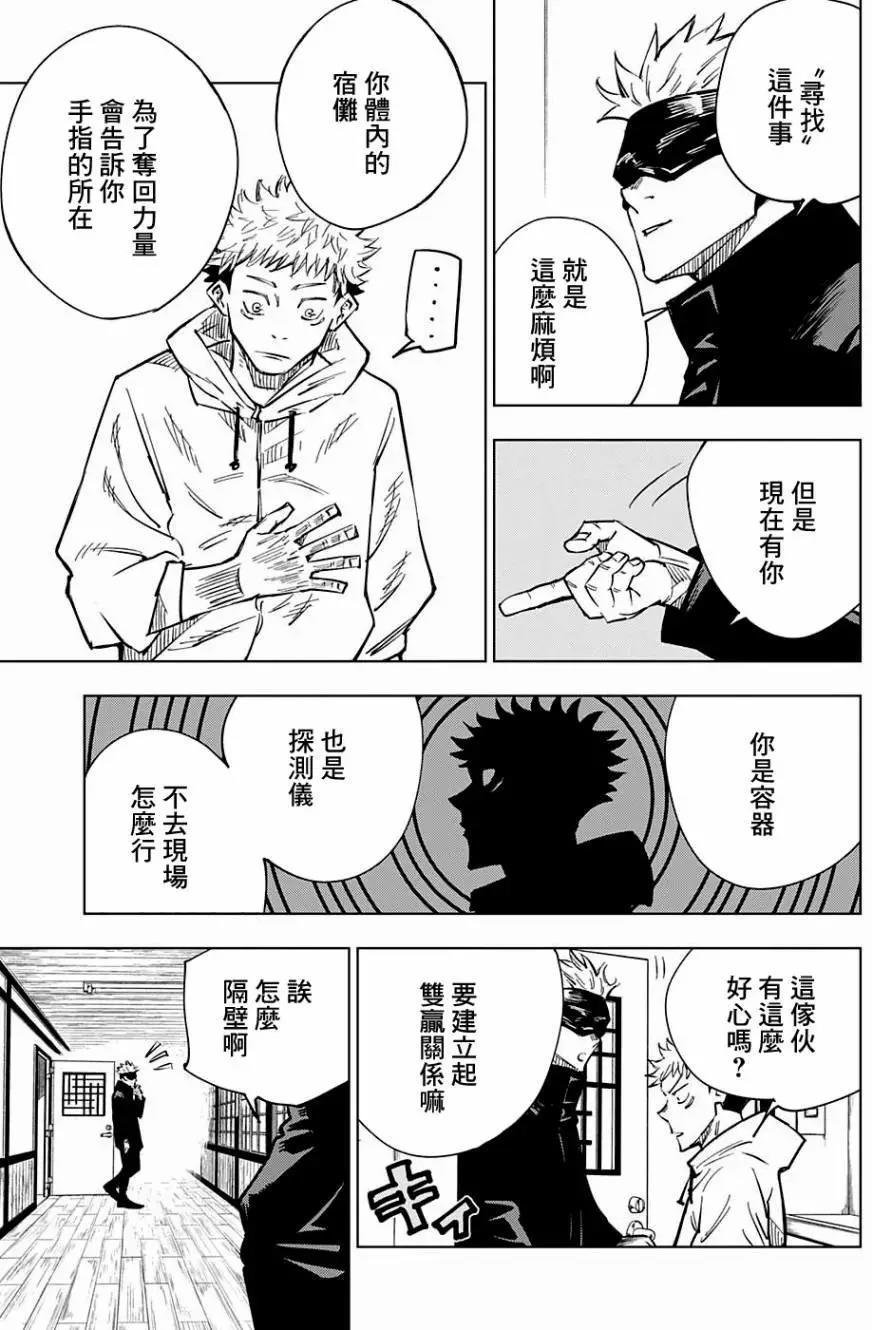 〝尋找〞
這件事
就是
這麼麻煩啊
但是
現在有你
你體內的
宿儺
為了奪回力量
會告訴你
手指的所在
‥‥‥
你是容器
也是
探測儀
不去現場
怎麼行
這傢伙
有這麼
好心嗎？
要建立起
雙贏關係嘛
キィ
誒
怎麼
隔壁啊